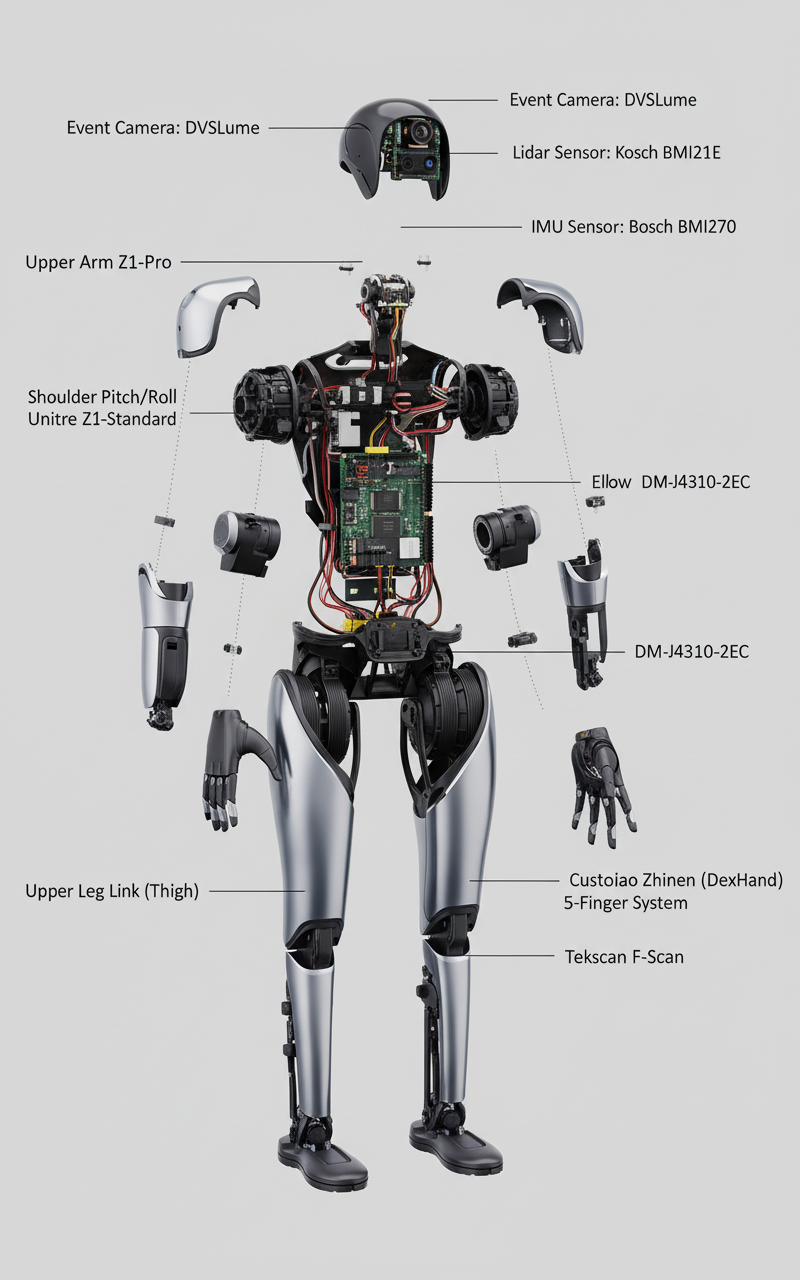 Event Camera: DVSLume
Event Camera: DVSLume
Lidar Sensor: Kosch BMI21E
IMU Sensor: Bosch BMI270
Upper Arm Z1-Pro
Shoulder Pitch/Roll
Unitre Z1-Standard
Ellow DM-J4310-2EC
DM-J4310-2EC
Upper Leg Link (Thigh)
Custoiao Zhinen (DexHand)
5-Finger System
Tekscan F-Scan